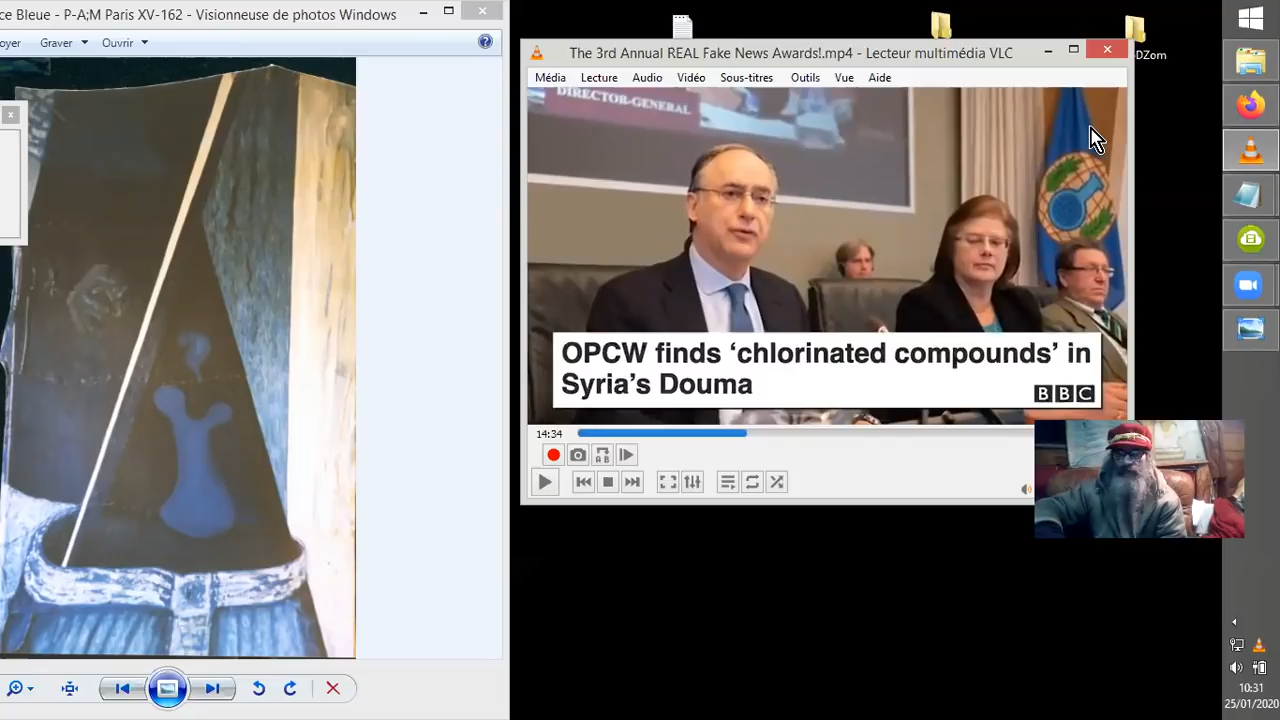 ce Bleue - P-A;M Paris XV-162 - Visionneuse de photos Windows
oyer Graver Ouvrir
The 3rd Annual REAL Fake News Awards!.mp4 - Lecteur multimédia VLC
Média Lecture Audio Vidéo Sous-titres Outils Vue Aide
DZom
DIRECTOR-GENERAL
OPCW finds ‘chlorinated compounds’ in
Syria’s Douma
BBC
14:34
10:31
25/01/2020